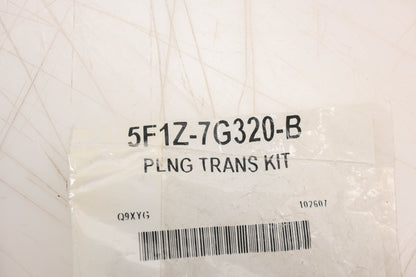 5F1Z-7G320-B
PLNG TRANS KIT
Q9XYG 102607